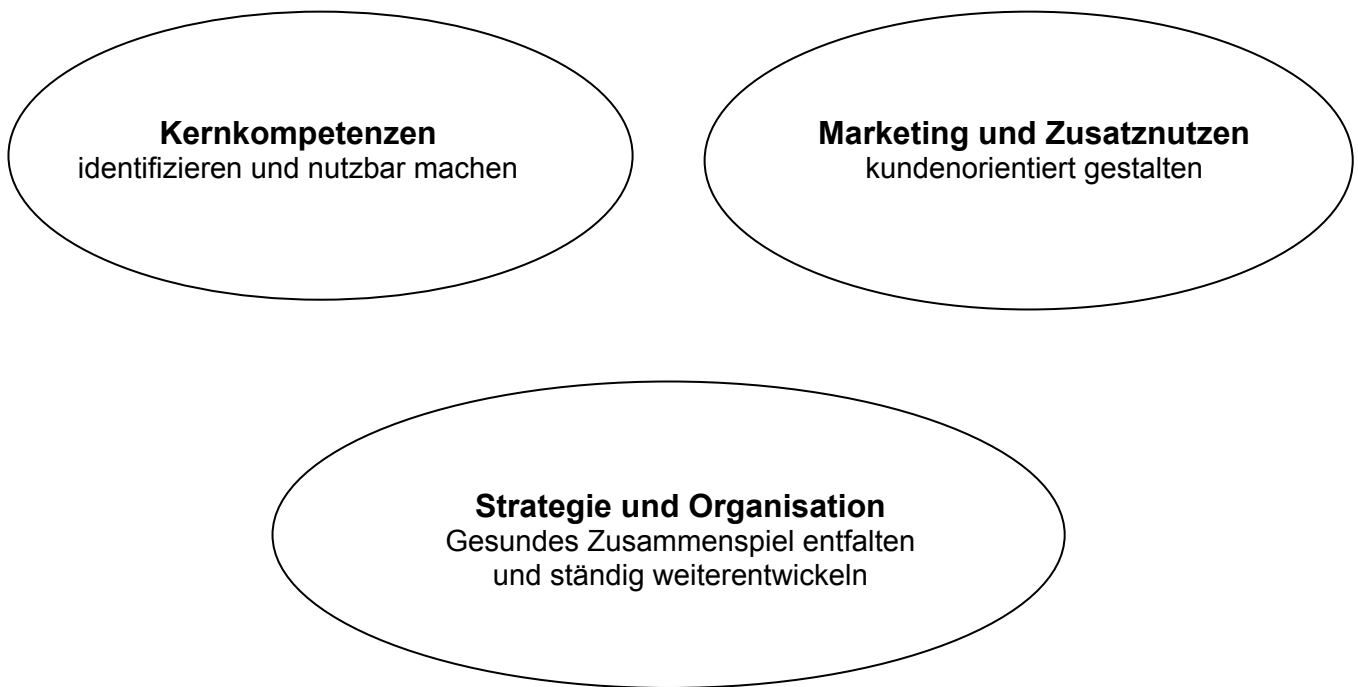 Kernkompetenzen
identifizieren und nutzbar machen
Marketing und Zusatznutzen
kundenorientiert gestalten
Strategie und Organisation
Gesundes Zusammenspiel entfalten
und ständig weiterentwickeln